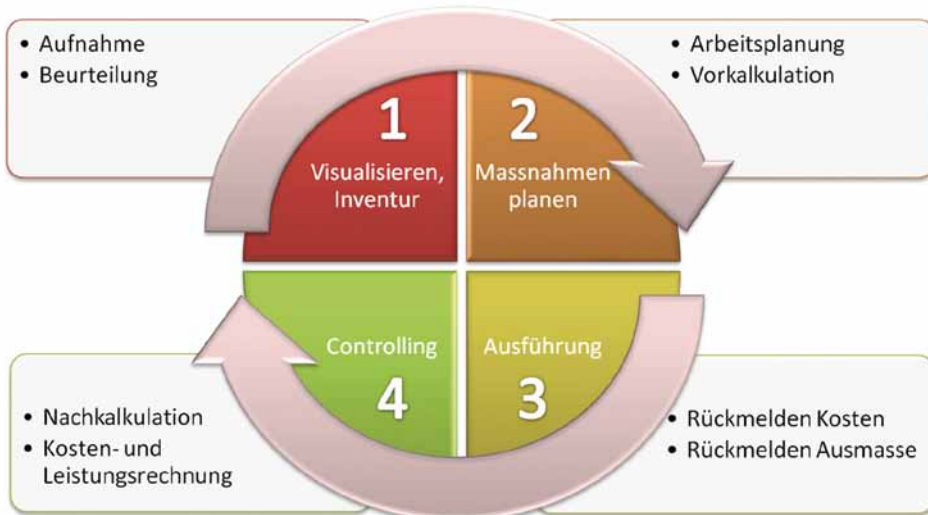 • Aufnahme
• Beurteilung
1
Visualisieren,
Inventur
2
Massnahmen
planen
• Arbeitsplanung
• Vorkalkulation
Ausführung
3
• Rückmelden Kosten
• Rückmelden Ausmasse
Controlling
4
• Nachkalkulation
• Kosten- und
Leistungsrechnung